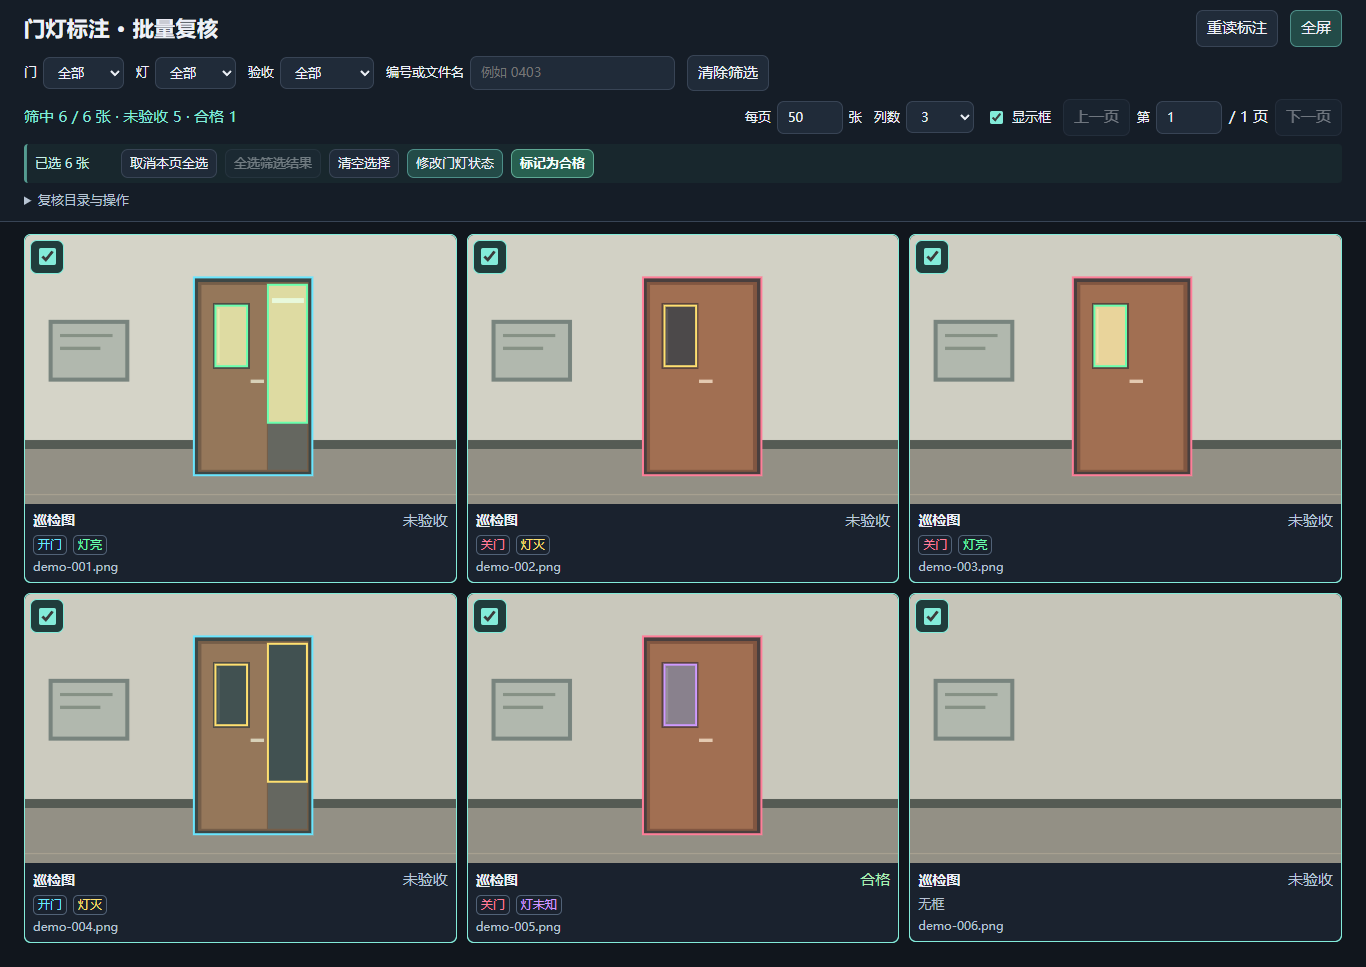 门灯标注 · 批量复核
重读标注 全屏
门 全部 灯 全部 验收 全部 编号或文件名 例如 0403 清除筛选
筛中 6 / 6 张 · 未验收 5 · 合格 1
每页 50 张 列数 3 显示框 上一页 第 1 / 1 页 下一页
已选 6 张 取消本页全选 全选筛选结果 清空选择 修改门灯状态 标记为合格
复核目录与操作
巡检图 未验收
开门 灯亮
demo-001.png
巡检图 未验收
关门 灯灭
demo-002.png
巡检图 未验收
关门 灯亮
demo-003.png
巡检图 未验收
开门 灯灭
demo-004.png
巡检图 合格
关门 灯未知
demo-005.png
巡检图 未验收
无框
demo-006.png